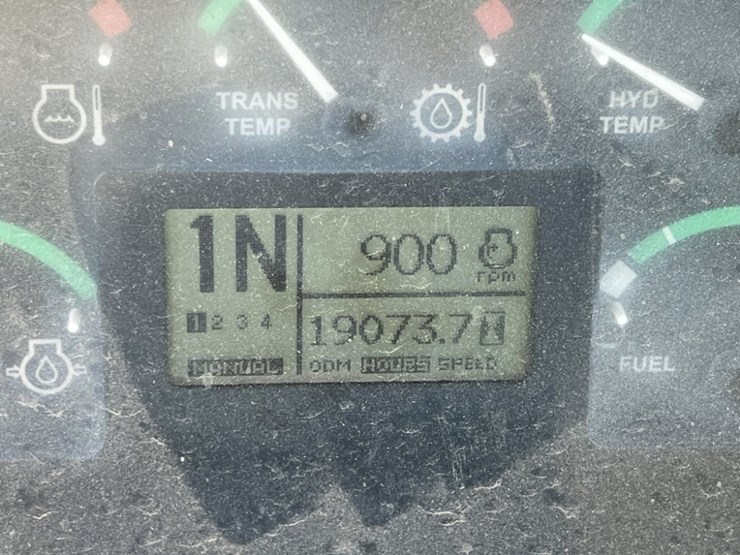 TRANS
TEMP
HYD
TEMP
1N
900
rpm
1 2 3 4
19073.7 H
MANUAL
ODM HOURS SPEED
FUEL